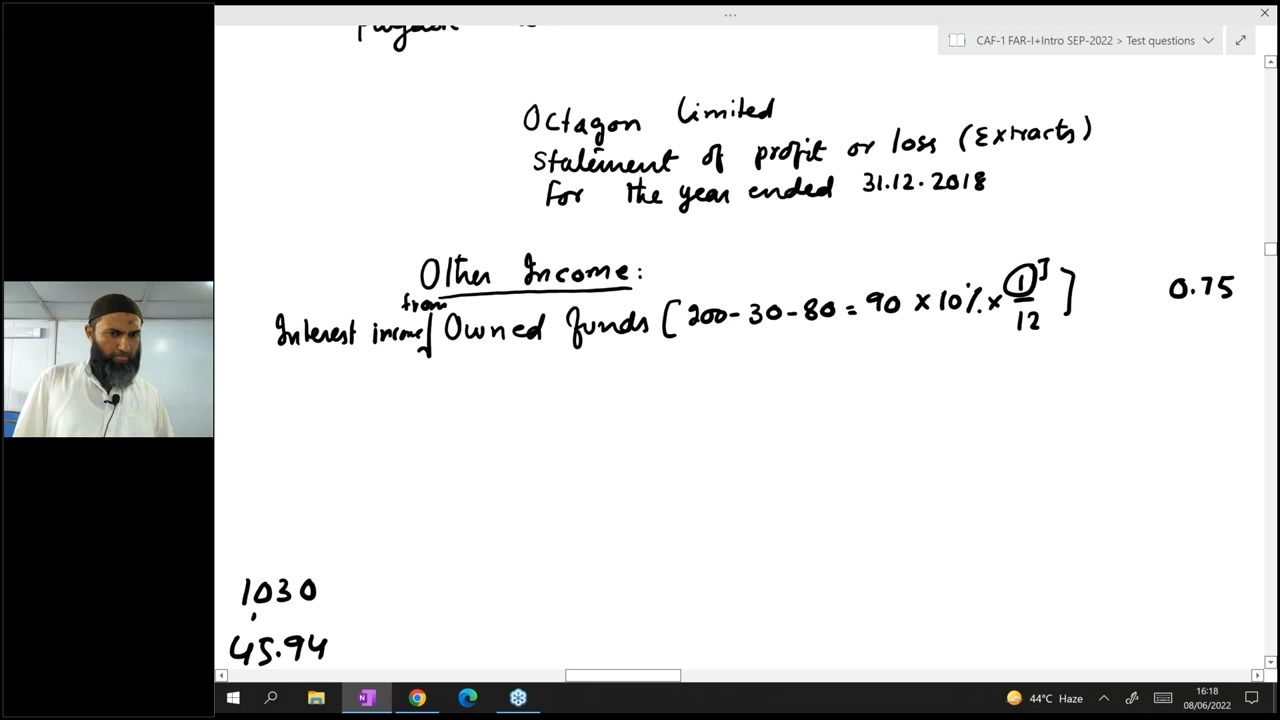 CAF-1 FAR-I+Intro SEP-2022 > Test questions
Octagon Limited
Statement of profit or loss (Extracts)
For the year ended 31.12.2018
Other Income:
Interest income from Owned funds [200-30-80 = 90 × 10% × 1/12] 0.75
1030
45.94
44°C Haze
16:18
08/06/2022